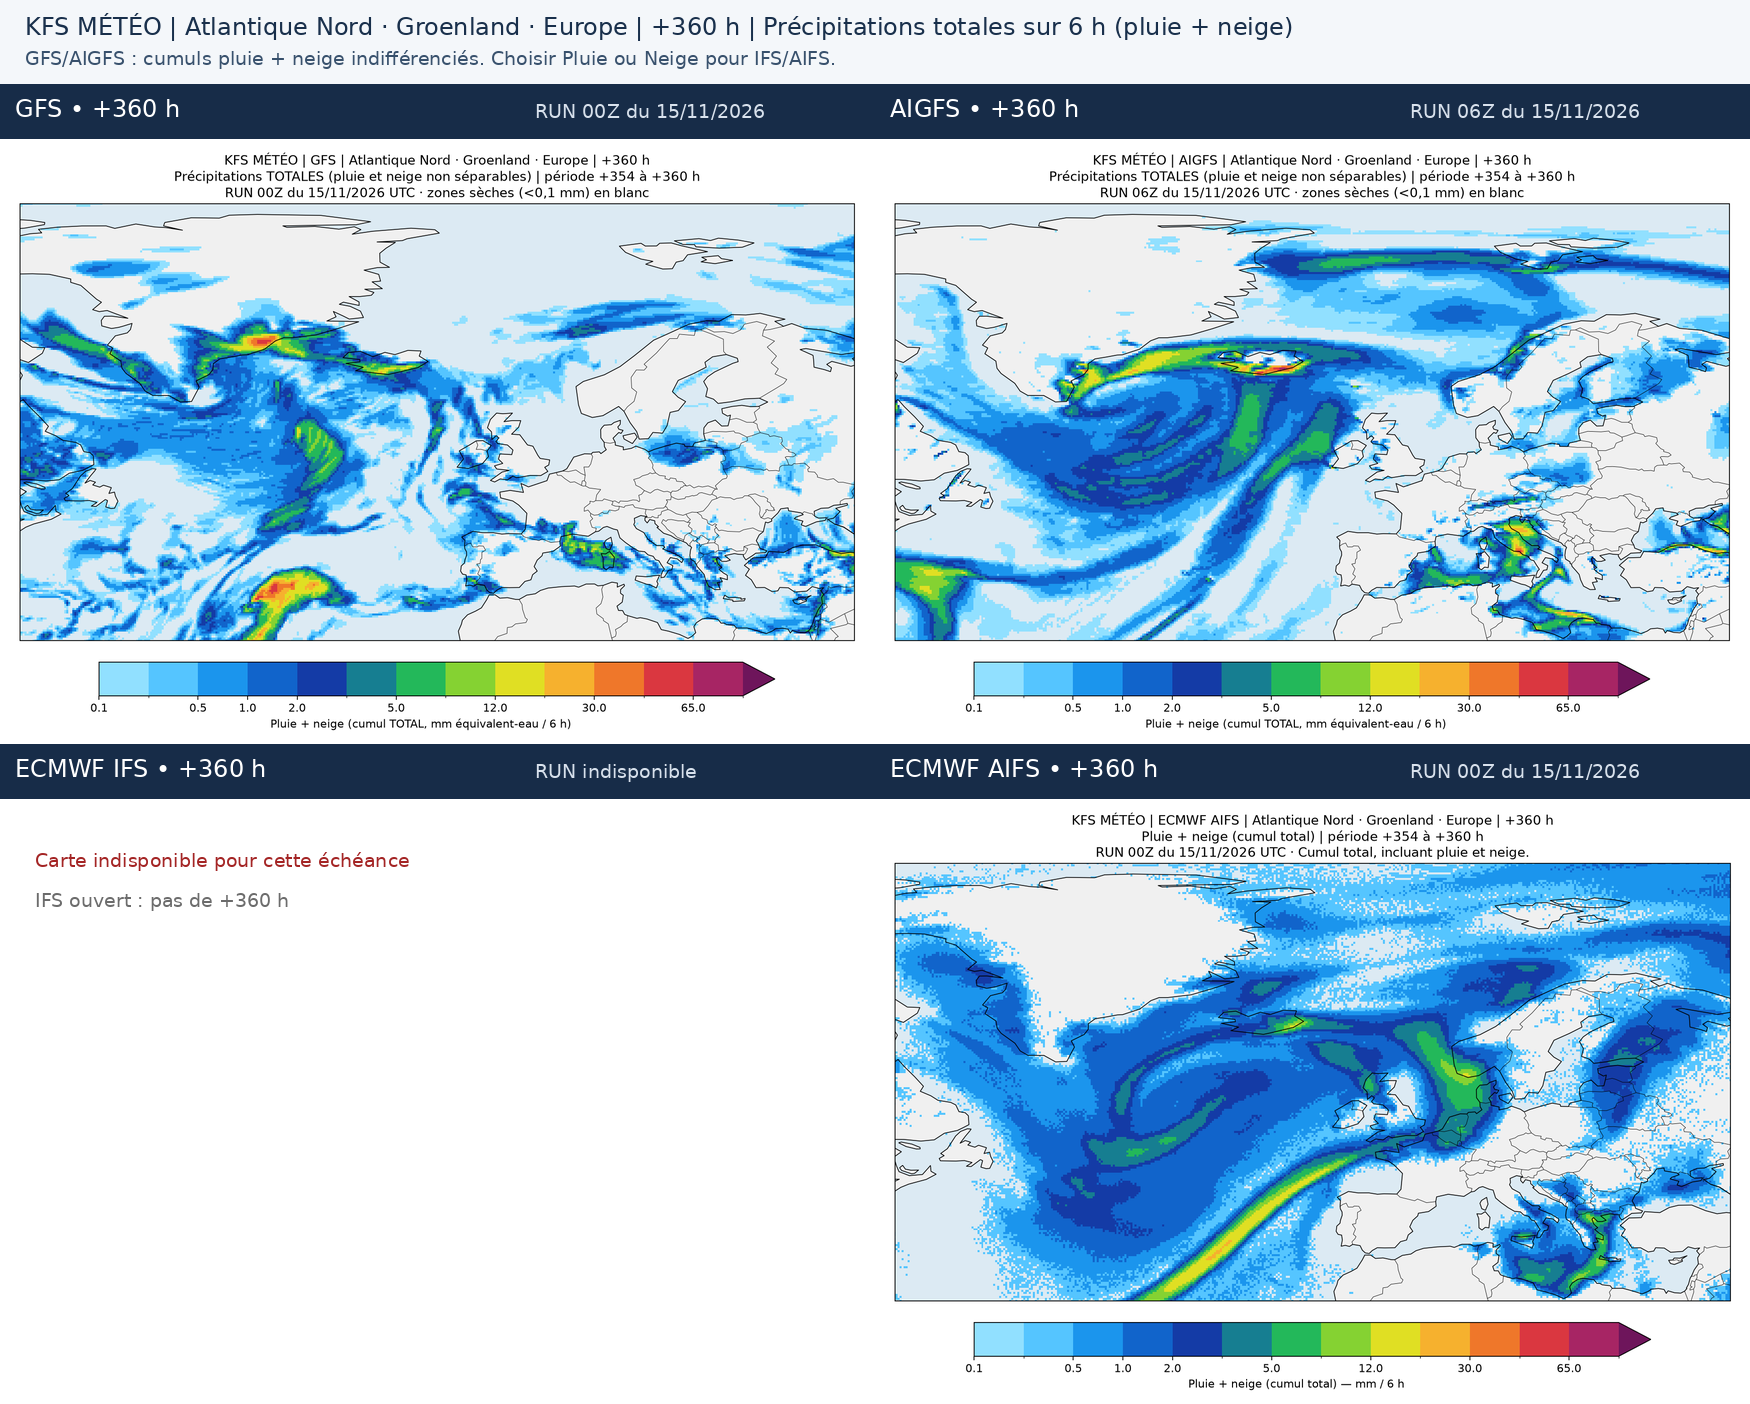 KFS MÉTÉO | Atlantique Nord · Groenland · Europe | +360 h | Précipitations totales sur 6 h (pluie + neige)
GFS/AIGFS : cumuls pluie + neige indifférenciés. Choisir Pluie ou Neige pour IFS/AIFS.
GFS • +360 h RUN 00Z du 15/11/2026
KFS MÉTÉO | GFS | Atlantique Nord · Groenland · Europe | +360 h
Précipitations TOTALES (pluie et neige non séparables) | période +354 à +360 h
RUN 00Z du 15/11/2026 UTC · zones sèches (<0,1 mm) en blanc
0.1 0.5 1.0 2.0 5.0 12.0 30.0 65.0
Pluie + neige (cumul TOTAL, mm équivalent-eau / 6 h)
AIGFS • +360 h RUN 06Z du 15/11/2026
KFS MÉTÉO | AIGFS | Atlantique Nord · Groenland · Europe | +360 h
Précipitations TOTALES (pluie et neige non séparables) | période +354 à +360 h
RUN 06Z du 15/11/2026 UTC · zones sèches (<0,1 mm) en blanc
0.1 0.5 1.0 2.0 5.0 12.0 30.0 65.0
Pluie + neige (cumul TOTAL, mm équivalent-eau / 6 h)
ECMWF IFS • +360 h RUN indisponible
Carte indisponible pour cette échéance
IFS ouvert : pas de +360 h
ECMWF AIFS • +360 h RUN 00Z du 15/11/2026
KFS MÉTÉO | ECMWF AIFS | Atlantique Nord · Groenland · Europe | +360 h
Pluie + neige (cumul total) | période +354 à +360 h
RUN 00Z du 15/11/2026 UTC · Cumul total, incluant pluie et neige.
0.1 0.5 1.0 2.0 5.0 12.0 30.0 65.0
Pluie + neige (cumul total) — mm / 6 h